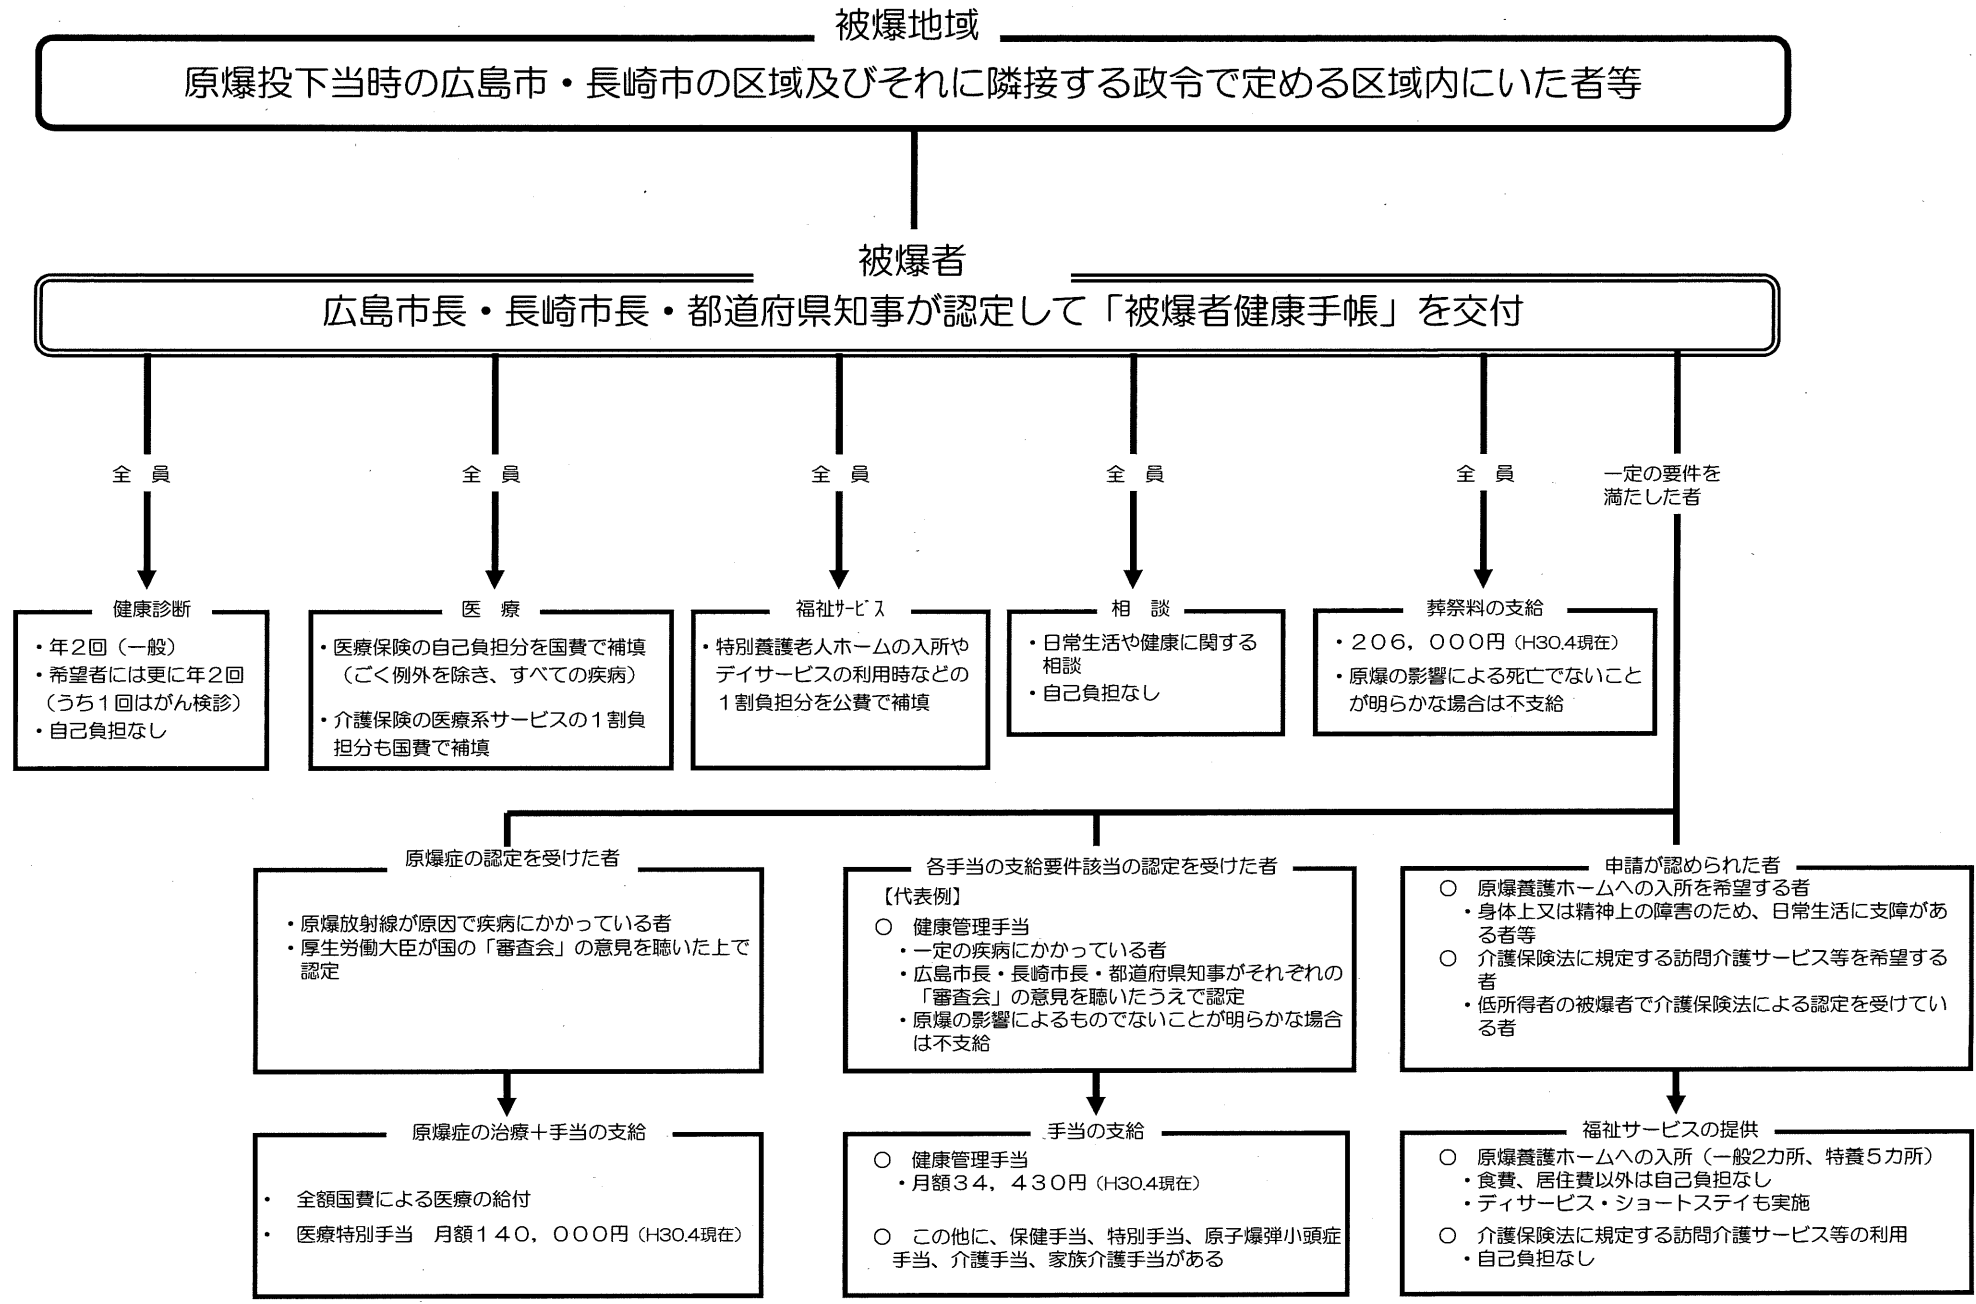 被爆地域
原爆投下当時の広島市・長崎市の区域及びそれに隣接する政令で定める区域内にいた者等
被爆者
広島市長・長崎市長・都道府県知事が認定して「被爆者健康手帳」を交付
全　員
全　員
全　員
全　員
全　員
一定の要件を
満たした者
健康診断
・年２回（一般）
・希望者には更に年２回
（うち１回はがん検診）
・自己負担なし
医　療
・医療保険の自己負担分を国費で補填
（ごく例外を除き、すべての疾病）
・介護保険の医療系サービスの１割負
担分も国費で補填
福祉ｻｰﾋﾞｽ
・特別養護老人ホームの入所や
デイサービスの利用時などの
１割負担分を公費で補填
相　談
・日常生活や健康に関する
相談
・自己負担なし
葬祭料の支給
・２０６，０００円（H30.4現在）
・原爆の影響による死亡でないこと
が明らかな場合は不支給
原爆症の認定を受けた者
・原爆放射線が原因で疾病にかかっている者
・厚生労働大臣が国の「審査会」の意見を聴いた上で
認定
各手当の支給要件該当の認定を受けた者
【代表例】
○　健康管理手当
・一定の疾病にかかっている者
・広島市長・長崎市長・都道府県知事がそれぞれの
「審査会」の意見を聴いたうえで認定
・原爆の影響によるものでないことが明らかな場合
は不支給
申請が認められた者
○　原爆養護ホームへの入所を希望する者
・身体上又は精神上の障害のため、日常生活に支障があ
る者等
○　介護保険法に規定する訪問介護サービス等を希望する
者
・低所得者の被爆者で介護保険法による認定を受けてい
る者
原爆症の治療＋手当の支給
・　全額国費による医療の給付
・　医療特別手当　月額１４０，０００円（H30.4現在）
手当の支給
○　健康管理手当
・月額３４，４３０円（H30.4現在）
○　この他に、保健手当、特別手当、原子爆弾小頭症
手当、介護手当、家族介護手当がある
福祉サービスの提供
○　原爆養護ホームへの入所（一般2カ所、特養５カ所）
・食費、居住費以外は自己負担なし
・ディサービス・ショートステイも実施
○　介護保険法に規定する訪問介護サービス等の利用
・自己負担なし